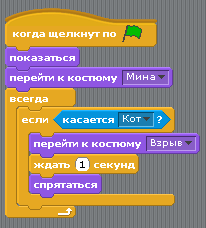 когда щелкнут по
показаться
перейти к костюму Мина
всегда
если касается Кот ?
перейти к костюму Взрыв
ждать 1 секунд
спрятаться